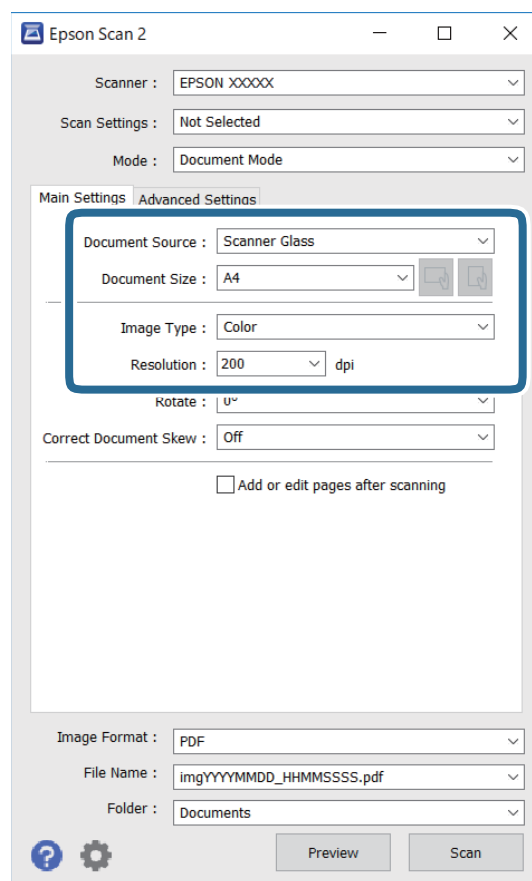 Epson Scan 2
Scanner : EPSON XXXXX
Scan Settings : Not Selected
Mode : Document Mode
Main Settings Advanced Settings
Document Source : Scanner Glass
Document Size : A4
Image Type : Color
Resolution : 200 dpi
Rotate : 0°
Correct Document Skew : Off
Add or edit pages after scanning
Image Format : PDF
File Name : imgYYYYMMDD_HHMMSSSS.pdf
Folder : Documents
? Preview Scan